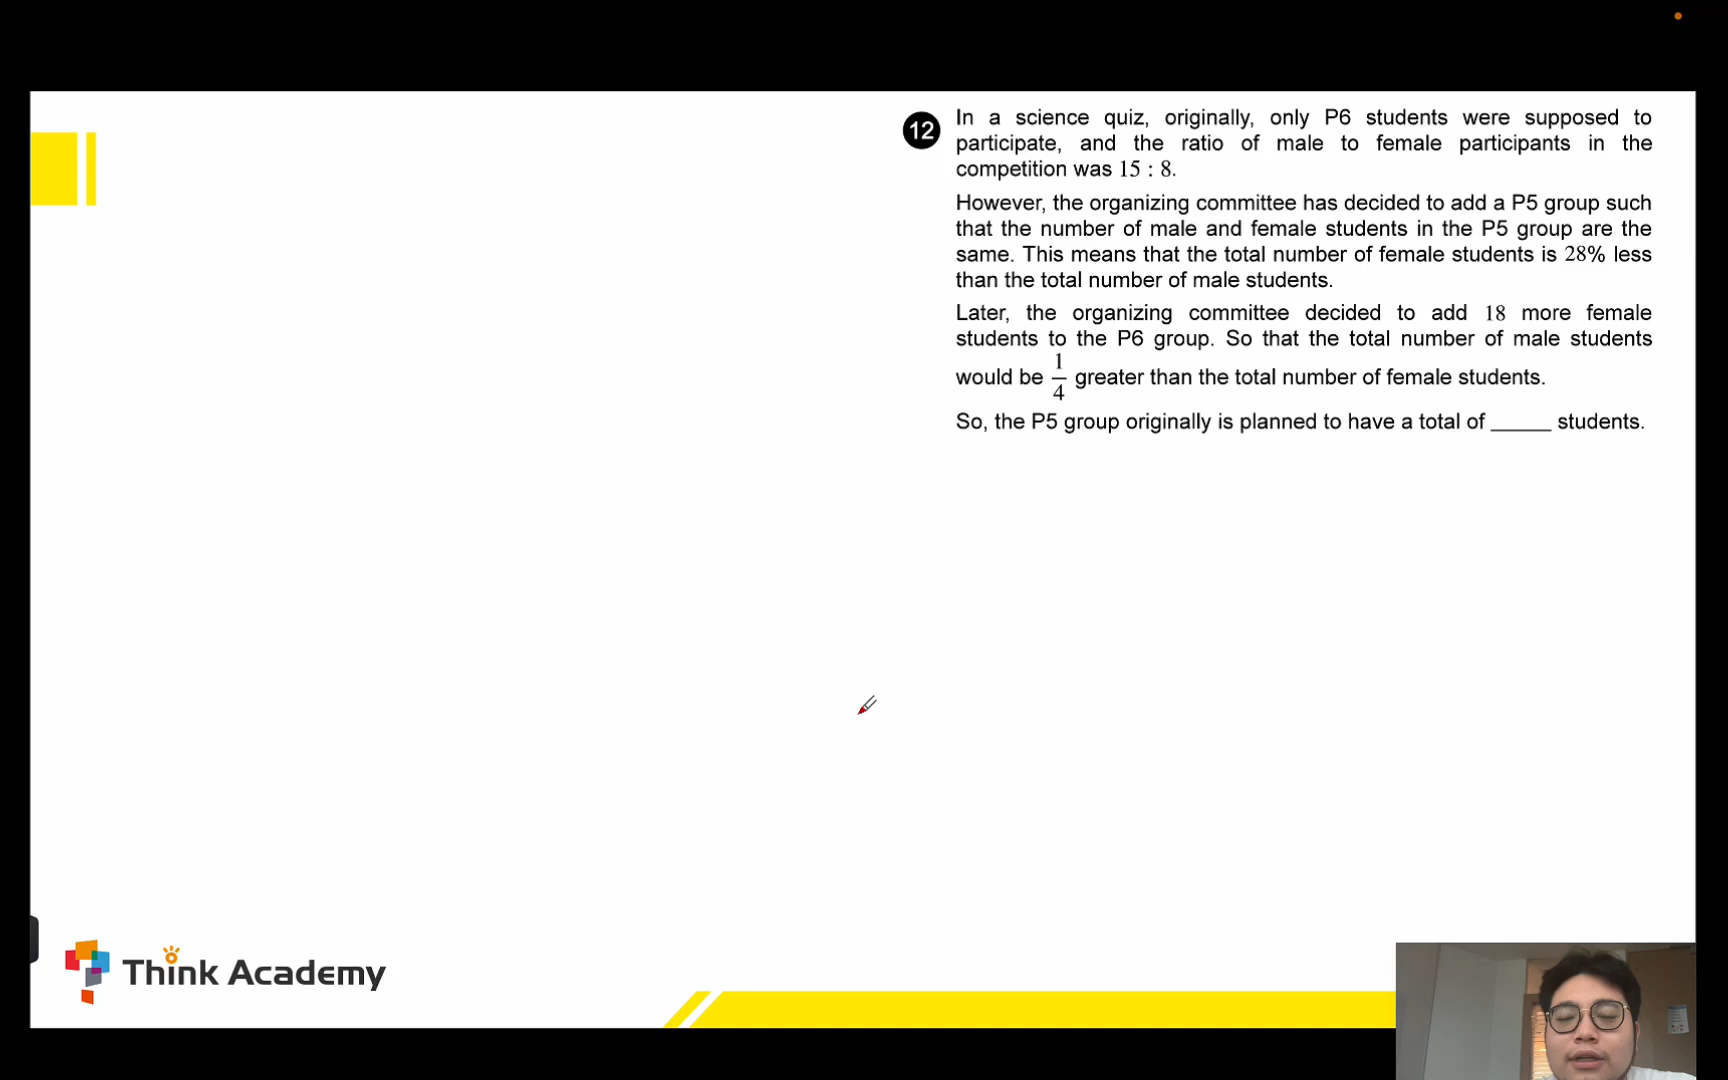 12
In a science quiz, originally, only P6 students were supposed to
participate, and the ratio of male to female participants in the
competition was 15 : 8.
However, the organizing committee has decided to add a P5 group such
that the number of male and female students in the P5 group are the
same. This means that the total number of female students is 28% less
than the total number of male students.
Later, the organizing committee decided to add 18 more female
students to the P6 group. So that the total number of male students
would be 1/4 greater than the total number of female students.
So, the P5 group originally is planned to have a total of _____ students.
Think Academy